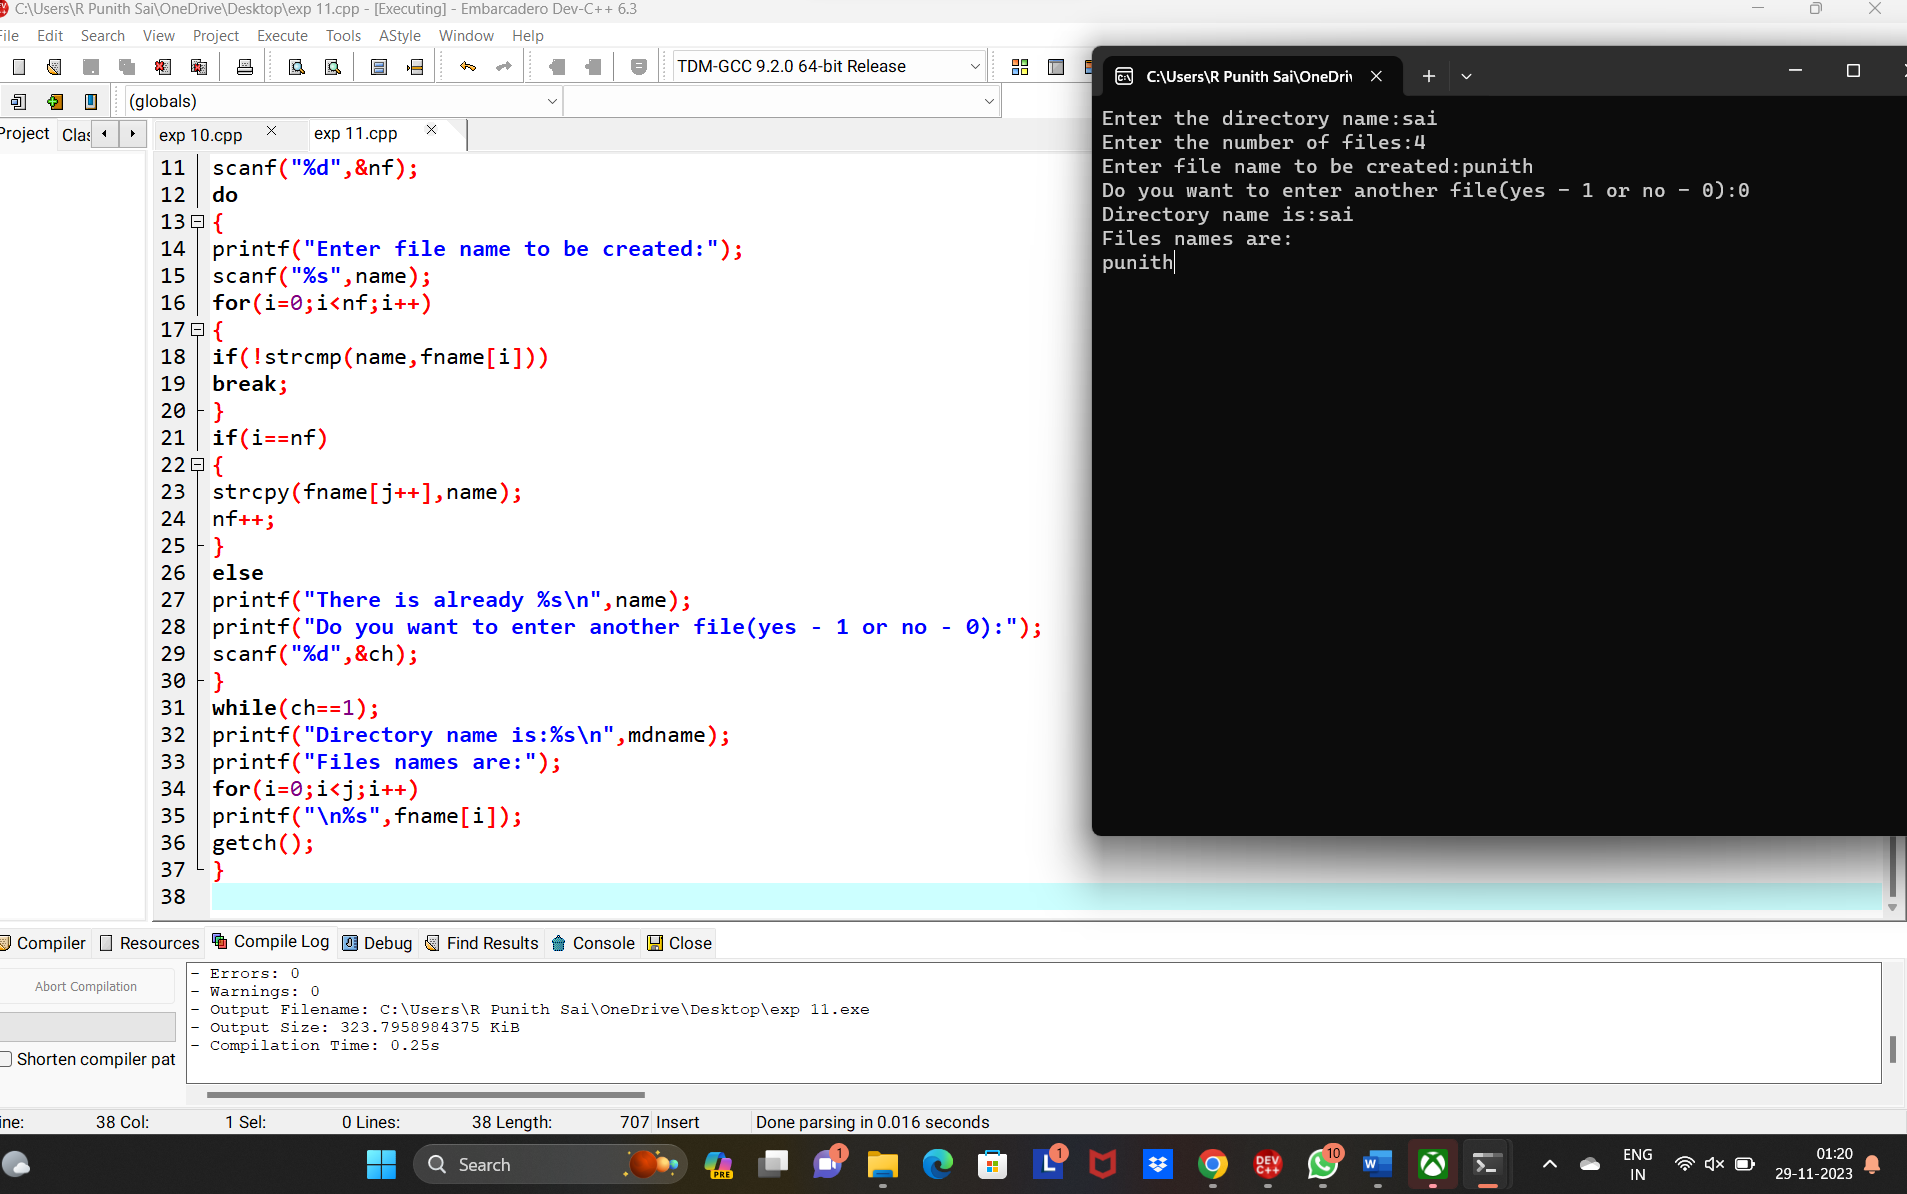 C:\Users\R Punith Sai\OneDrive\Desktop\exp 11.cpp - [Executing] - Embarcadero Dev-C++ 6.3
File Edit Search View Project Execute Tools AStyle Window Help
TDM-GCC 9.2.0 64-bit Release
(globals)
Project Clas
exp 10.cpp exp 11.cpp
11 scanf("%d",&nf);
12 do
13 {
14 printf("Enter file name to be created:");
15 scanf("%s",name);
16 for(i=0;i<nf;i++)
17 {
18 if(!strcmp(name,fname[i]))
19 break;
20 }
21 if(i==nf)
22 {
23 strcpy(fname[j++],name);
24 nf++;
25 }
26 else
27 printf("There is already %s\n",name);
28 printf("Do you want to enter another file(yes - 1 or no - 0):");
29 scanf("%d",&ch);
30 }
31 while(ch==1);
32 printf("Directory name is:%s\n",mdname);
33 printf("Files names are:");
34 for(i=0;i<j;i++)
35 printf("\n%s",fname[i]);
36 getch();
37 }
38
C:\Users\R Punith Sai\OneDri
Enter the directory name:sai
Enter the number of files:4
Enter file name to be created:punith
Do you want to enter another file(yes - 1 or no - 0):0
Directory name is:sai
Files names are:
punith
Compiler Resources Compile Log Debug Find Results Console Close
Abort Compilation
Shorten compiler pat
- Errors: 0
- Warnings: 0
- Output Filename: C:\Users\R Punith Sai\OneDrive\Desktop\exp 11.exe
- Output Size: 323.7958984375 KiB
- Compilation Time: 0.25s
ine: 38 Col: 1 Sel: 0 Lines: 38 Length: 707 Insert Done parsing in 0.016 seconds
Search
PRE
1
L 1
DEV C++
10
W
ENG
IN
01:20
29-11-2023